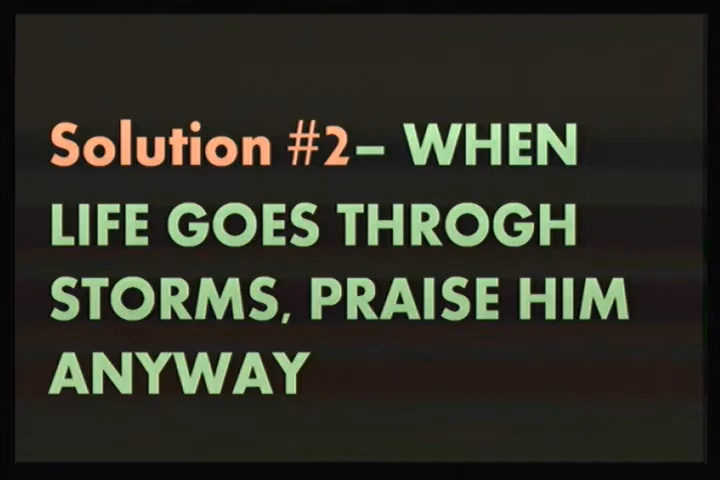 Solution #2– WHEN
LIFE GOES THROGH
STORMS, PRAISE HIM
ANYWAY